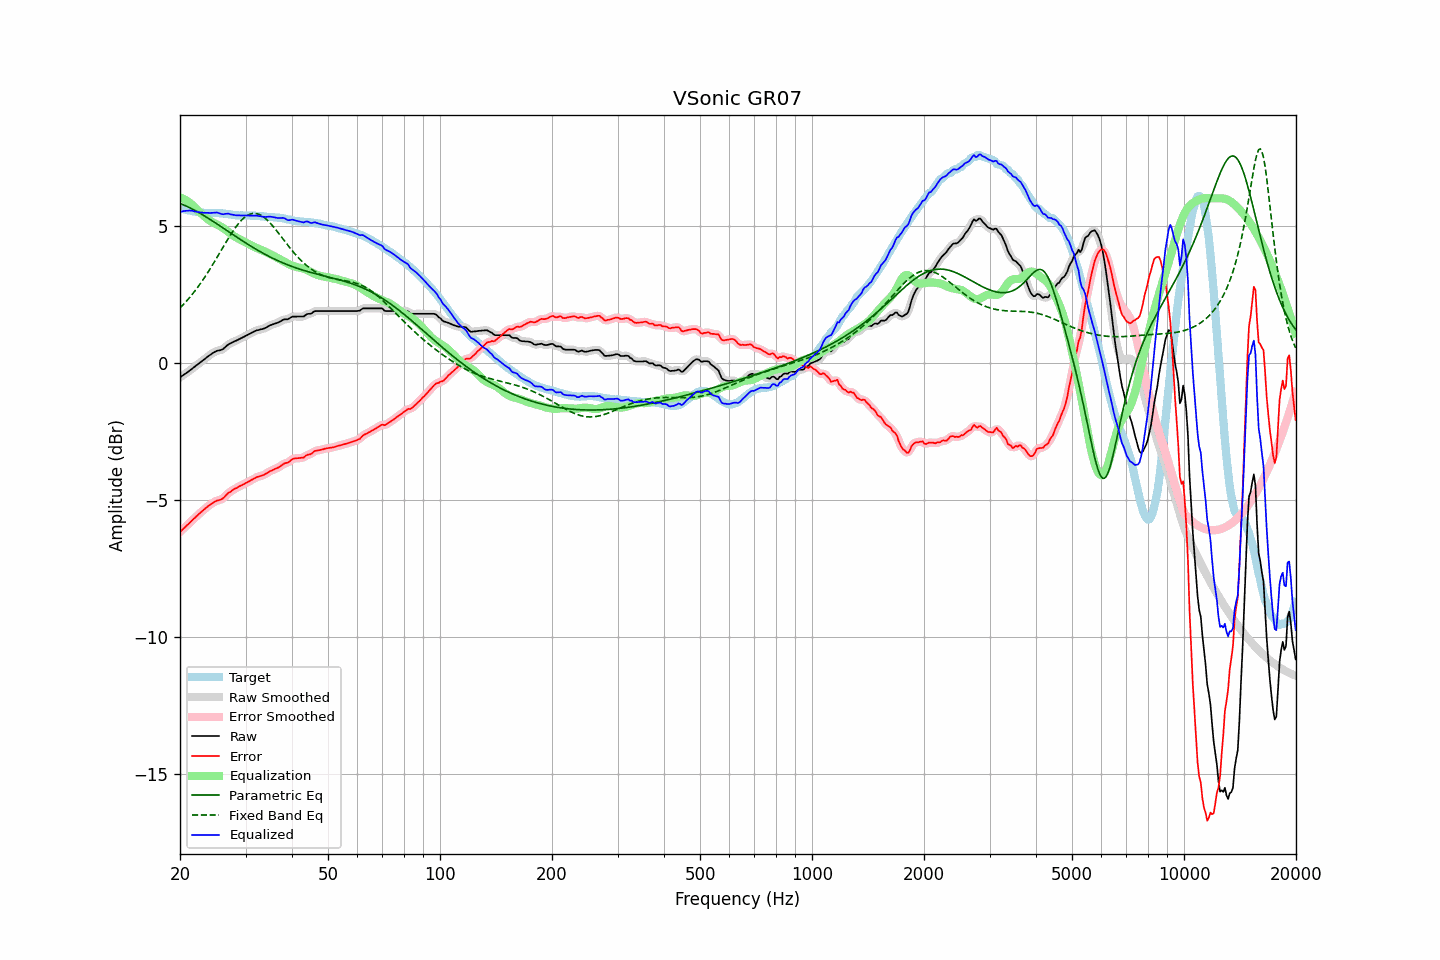 VSonic GR07
Amplitude (dBr)
5
0
−5
−10
−15
Target
Raw Smoothed
Error Smoothed
Raw
Error
Equalization
Parametric Eq
Fixed Band Eq
Equalized
20 50 100 200 500 1000 2000 5000 10000 20000
Frequency (Hz)